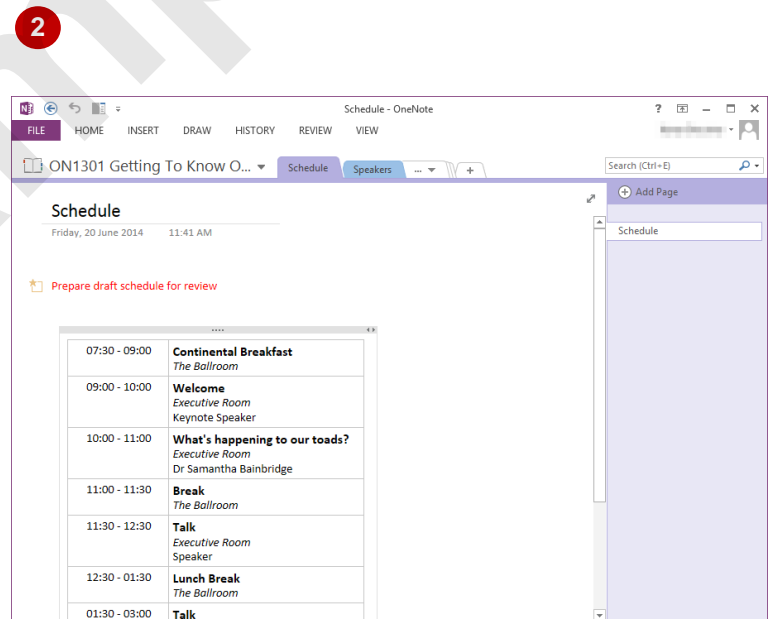 2
Schedule - OneNote
?
FILE HOME INSERT DRAW HISTORY REVIEW VIEW
ON1301 Getting To Know O... Schedule Speakers ... + Search (Ctrl+E)
Add Page
Schedule
Friday, 20 June 2014 11:41 AM
Schedule
Prepare draft schedule for review
07:30 - 09:00 Continental Breakfast
The Ballroom
09:00 - 10:00 Welcome
Executive Room
Keynote Speaker
10:00 - 11:00 What's happening to our toads?
Executive Room
Dr Samantha Bainbridge
11:00 - 11:30 Break
The Ballroom
11:30 - 12:30 Talk
Executive Room
Speaker
12:30 - 01:30 Lunch Break
The Ballroom
01:30 - 03:00 Talk